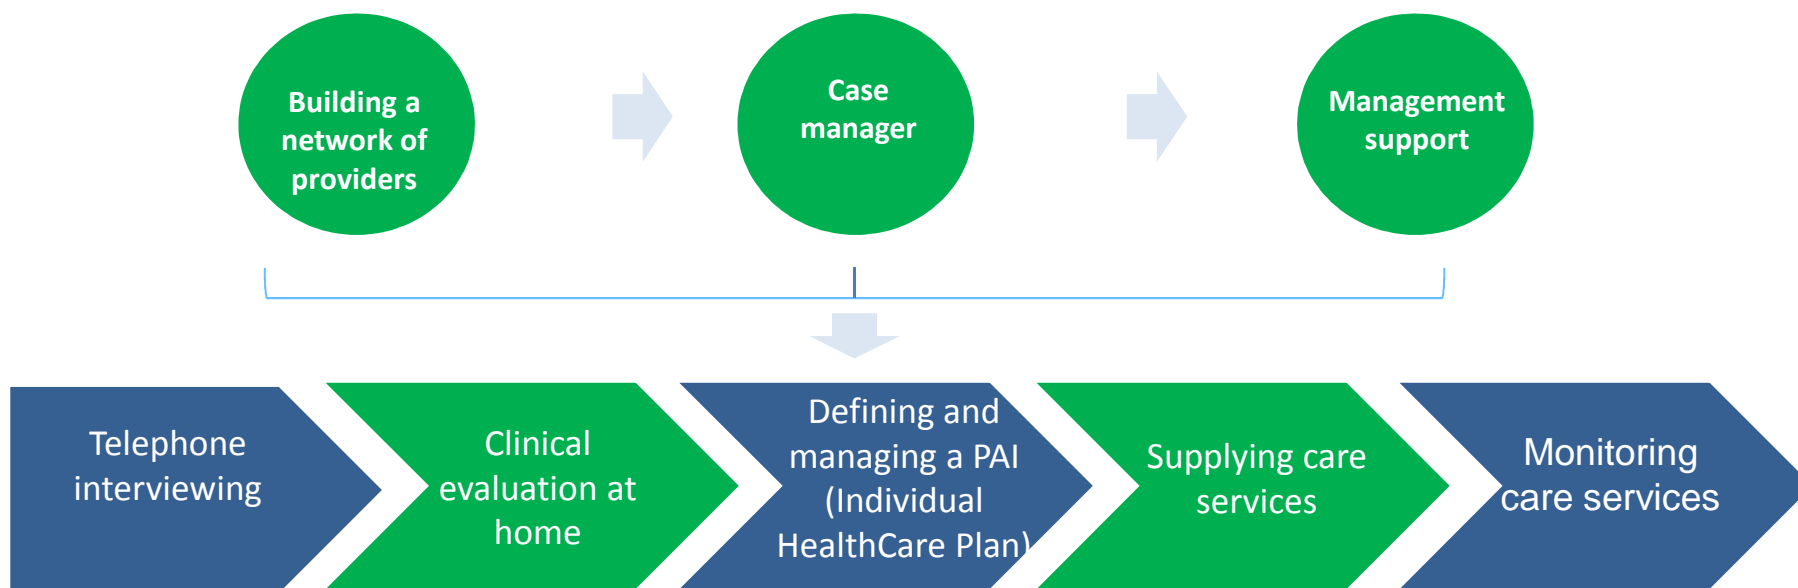 Building a
network of
providers
Case
manager
Management
support
Telephone
interviewing
Clinical
evaluation at
home
Defining and
managing a PAI
(Individual
HealthCare Plan)
Supplying care
services
Monitoring
care services